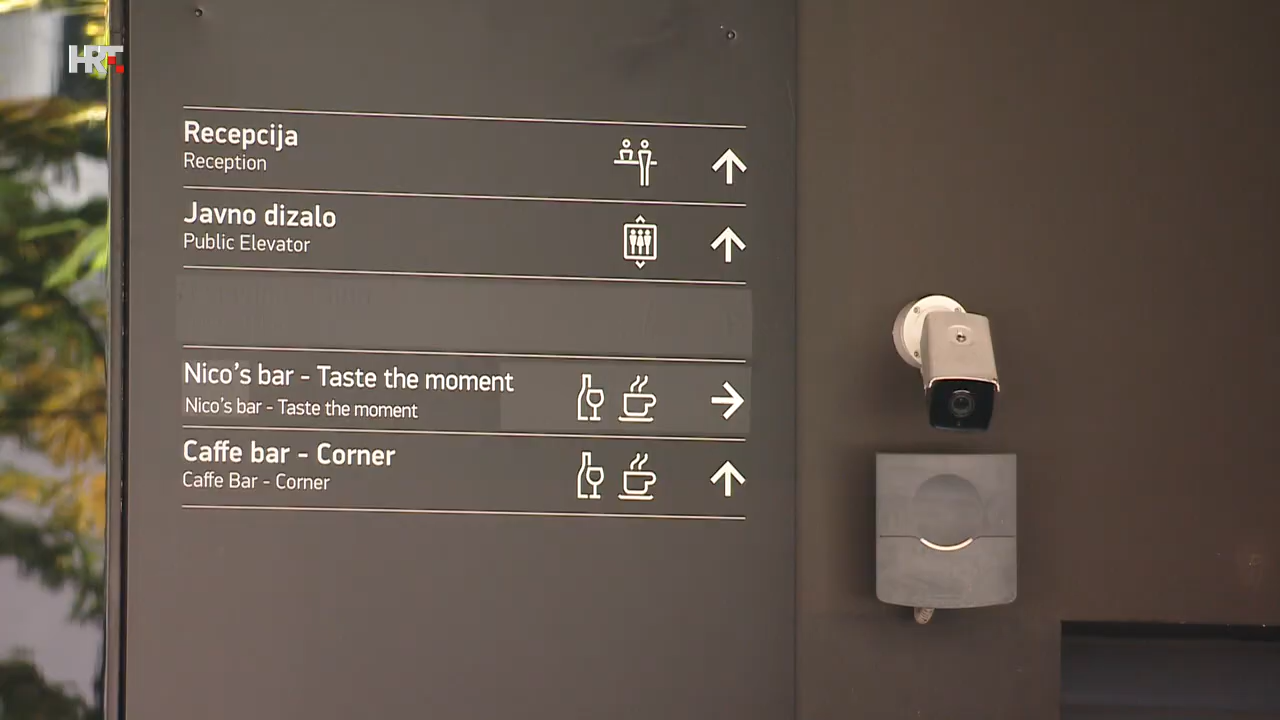 HRT
Recepcija
Reception
Javno dizalo
Public Elevator
Nico's bar - Taste the moment
Nico's bar - Taste the moment
Caffe bar - Corner
Caffe Bar - Corner